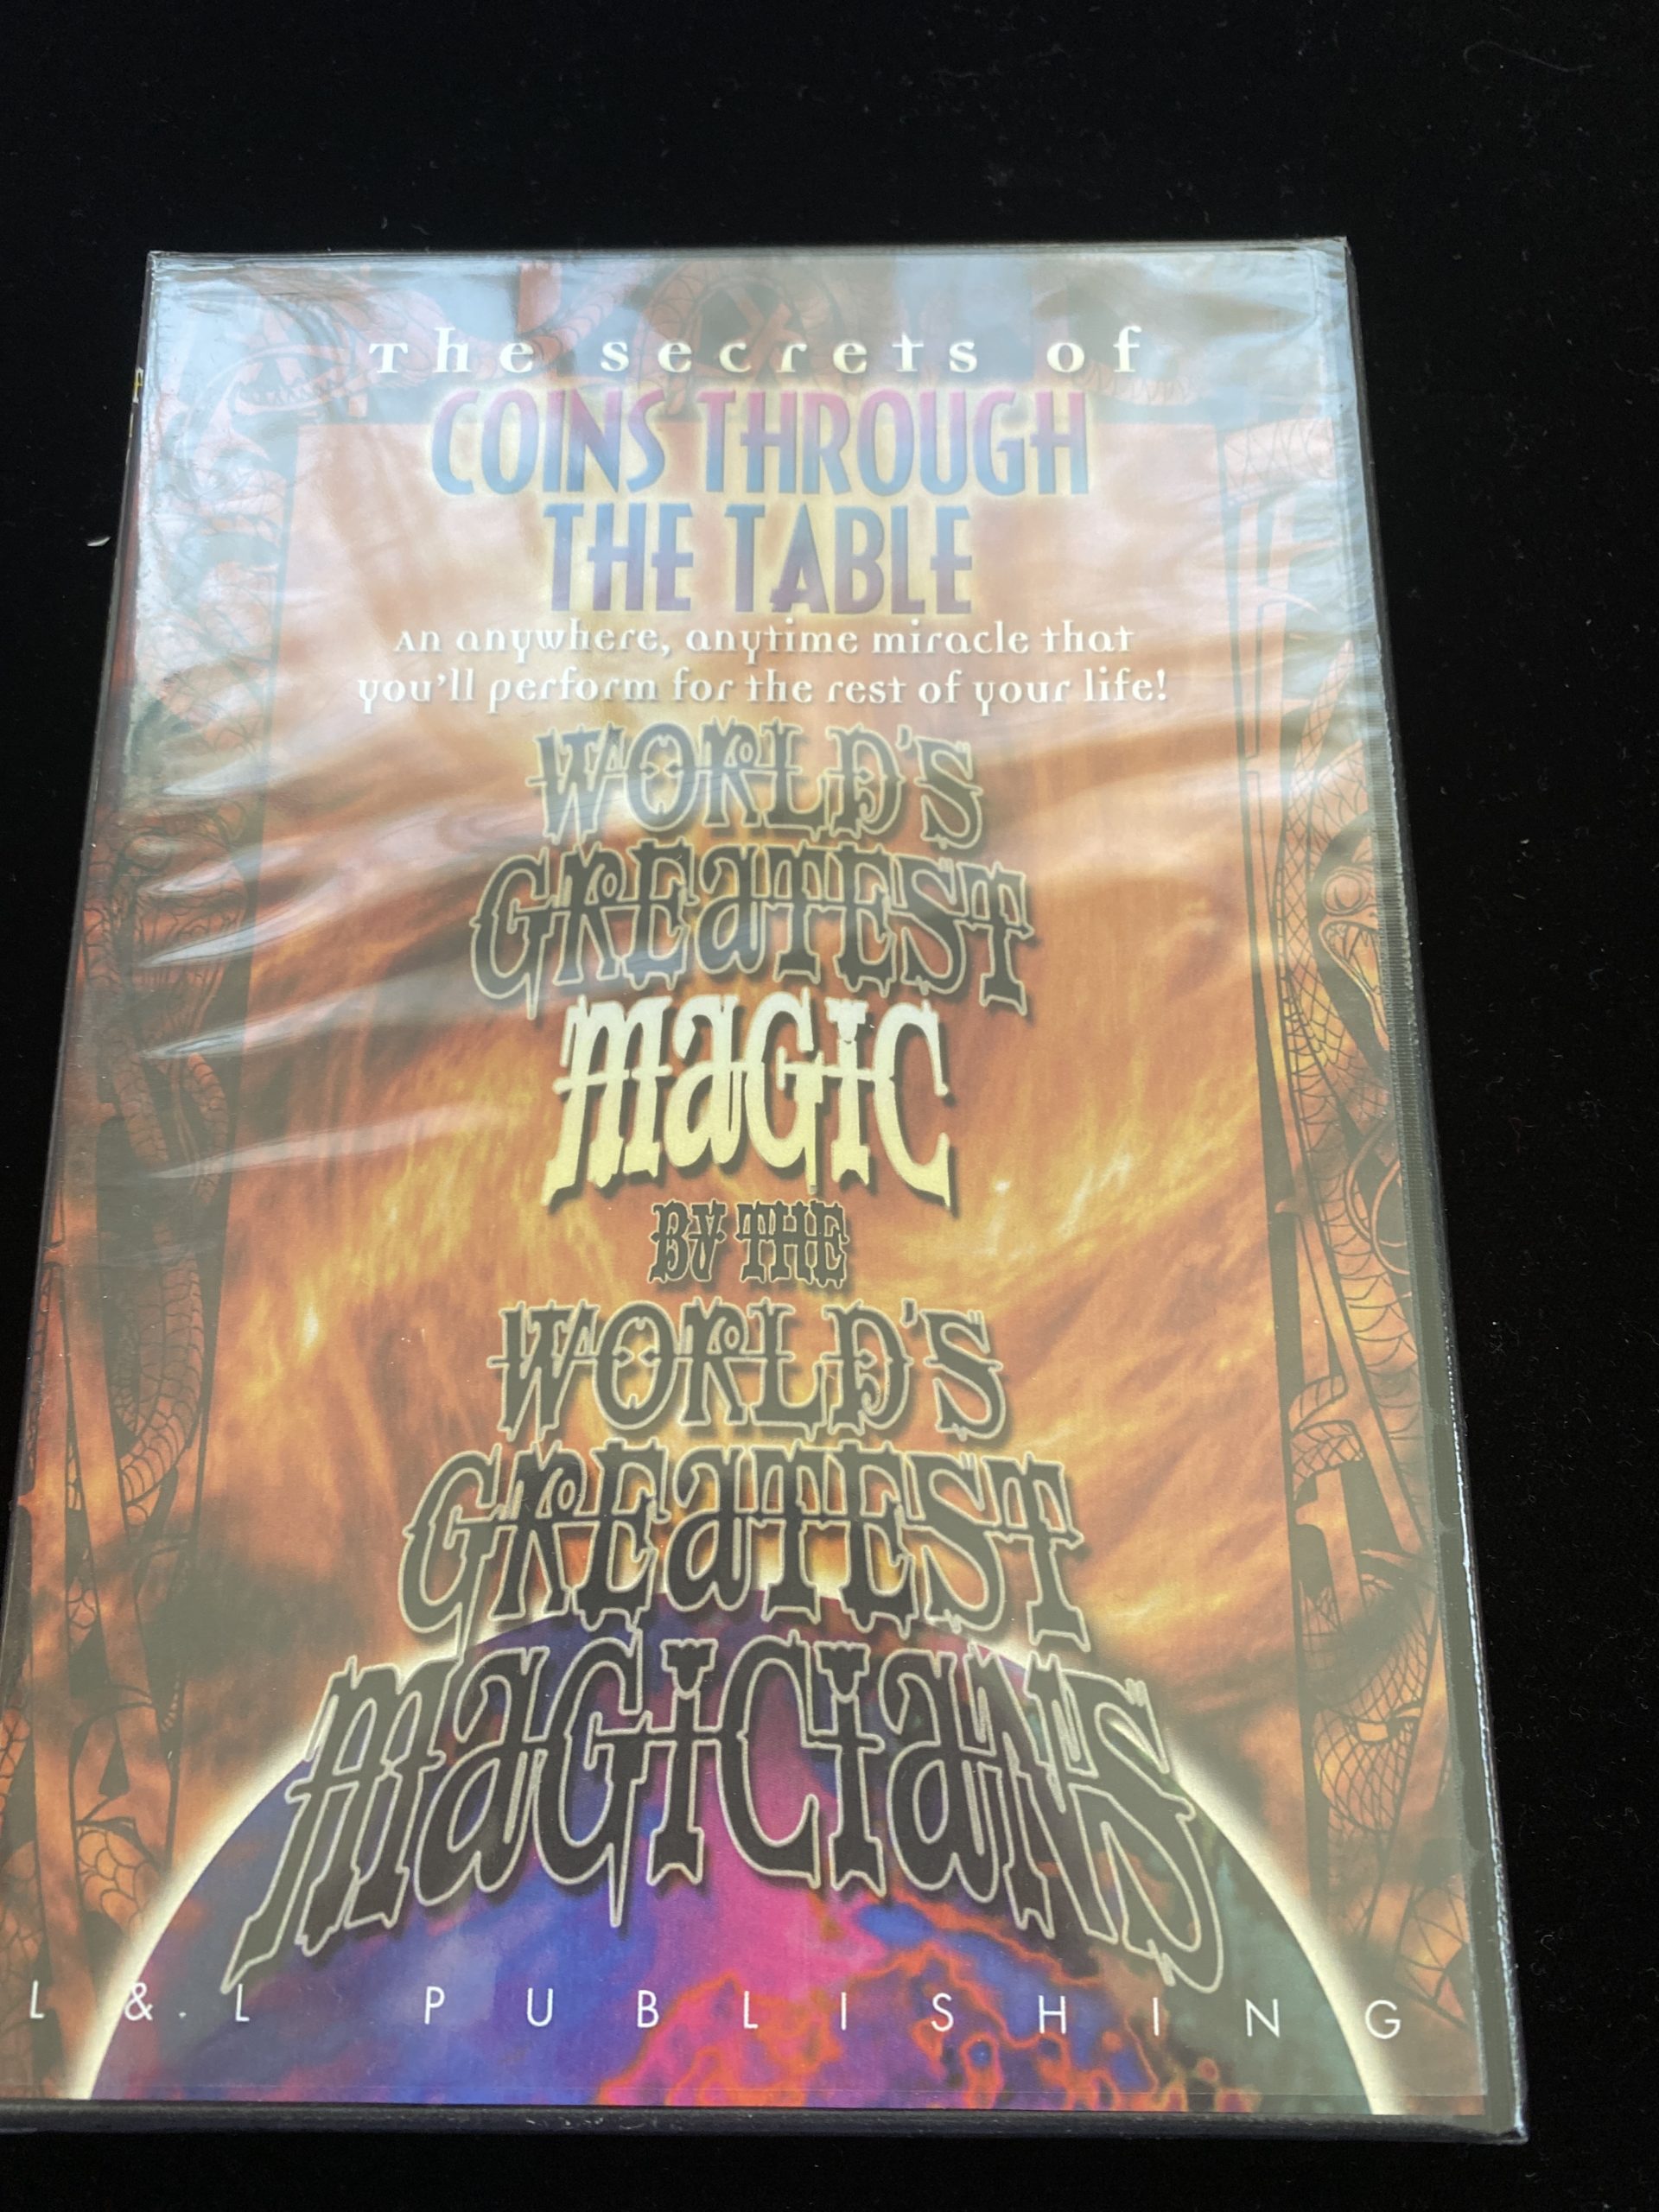 The secrets of
COINS THROUGH
THE TABLE
An anywhere, anytime miracle that
you'll perform for the rest of your life!
WORLD'S
GREATEST
MAGIC
BY THE
WORLD'S
GREATEST
MAGICIANS
L & L PUBLISHING